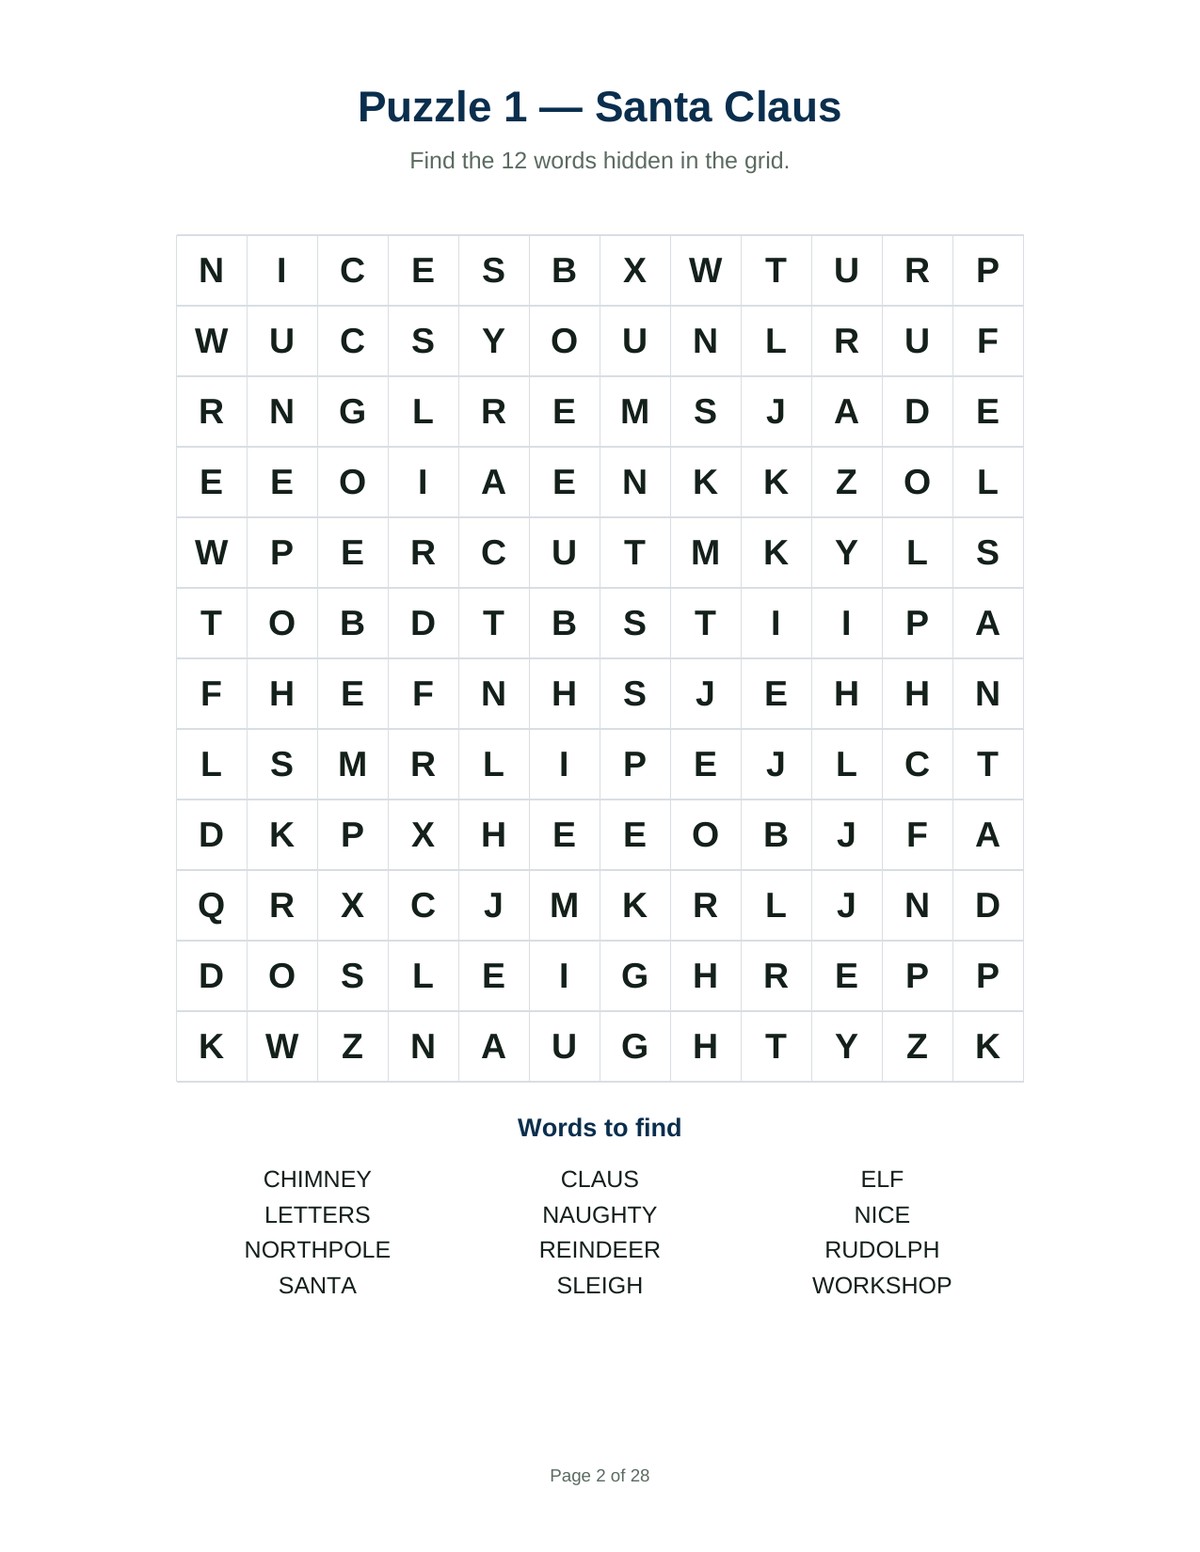 Puzzle 1 — Santa Claus
Find the 12 words hidden in the grid.
N I C E S B X W T U R P
W U C S Y O U N L R U F
R N G L R E M S J A D E
E E O I A E N K K Z O L
W P E R C U T M K Y L S
T O B D T B S T I I P A
F H E F N H S J E H H N
L S M R L I P E J L C T
D K P X H E E O B J F A
Q R X C J M K R L J N D
D O S L E I G H R E P P
K W Z N A U G H T Y Z K
Words to find
CHIMNEY CLAUS ELF
LETTERS NAUGHTY NICE
NORTHPOLE REINDEER RUDOLPH
SANTA SLEIGH WORKSHOP
Page 2 of 28